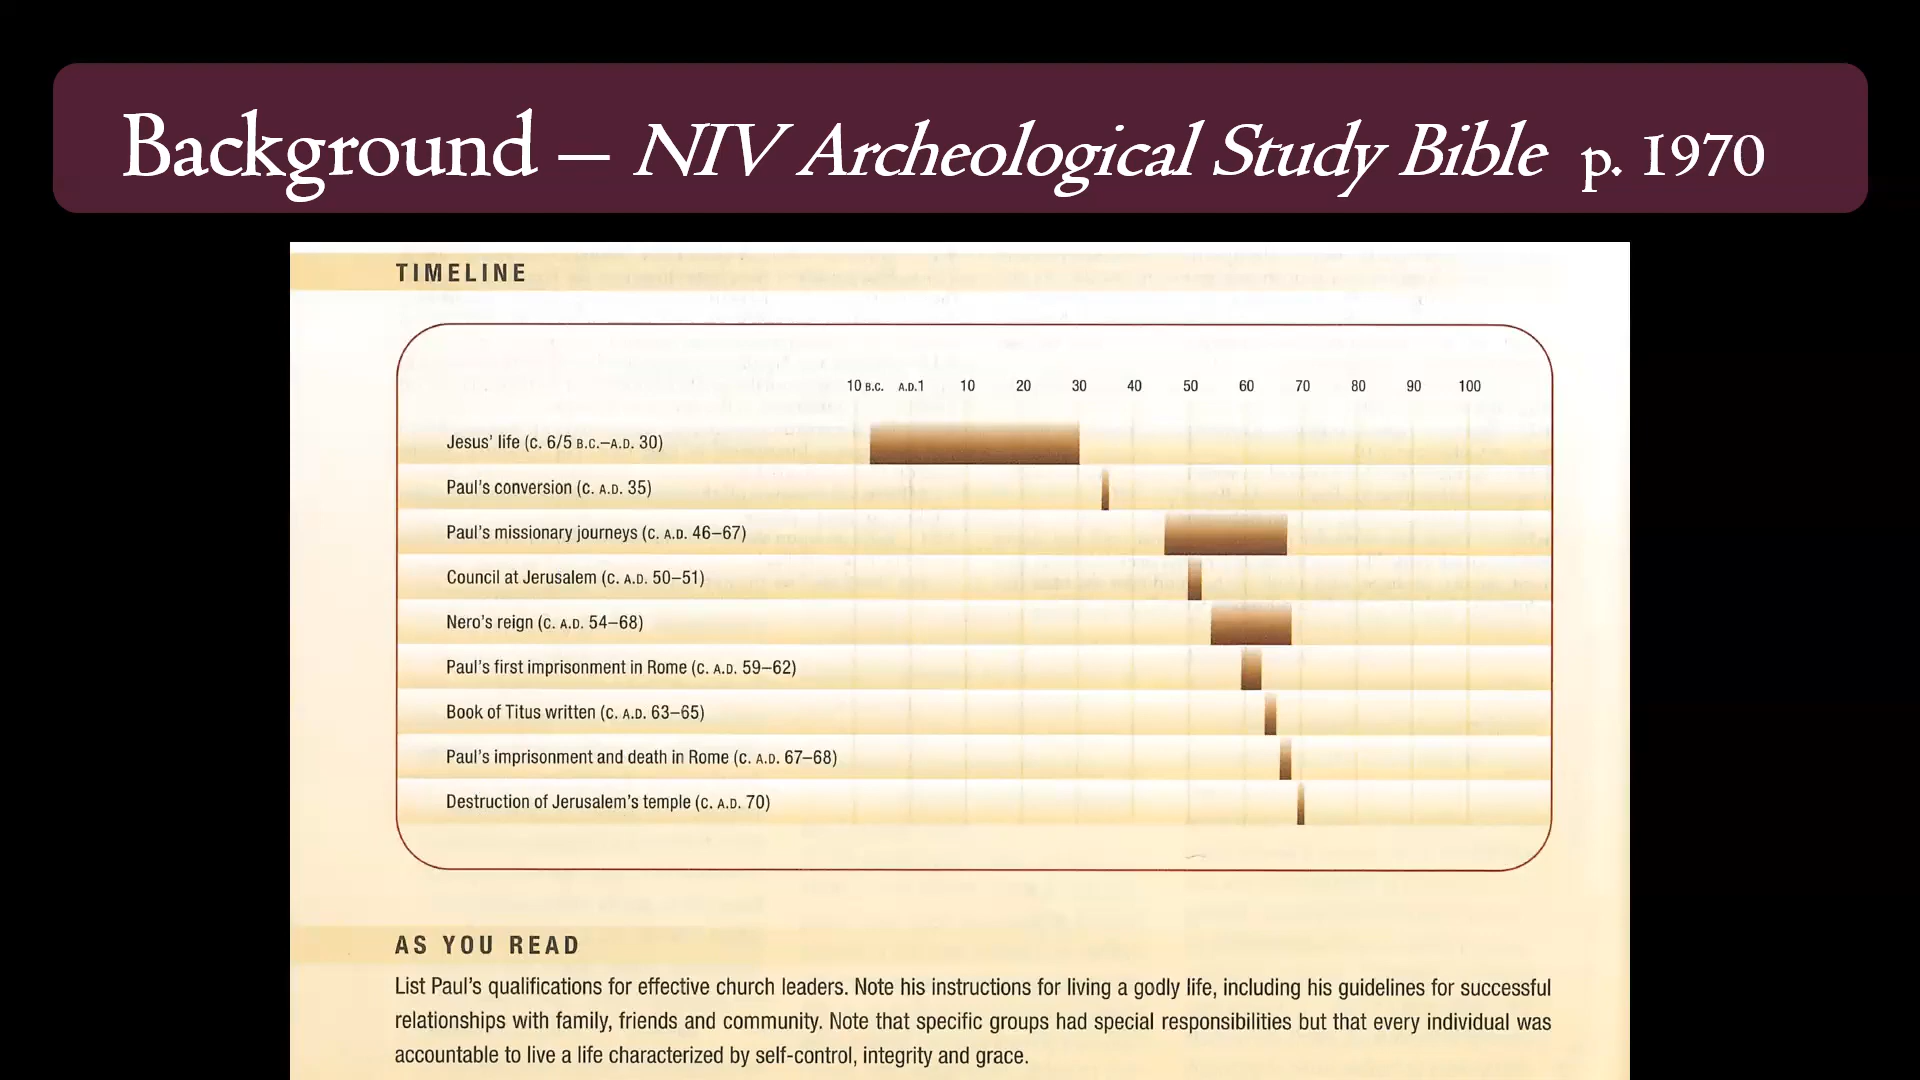 Background – NIV Archeological Study Bible p. 1970
TIMELINE
10 B.C. A.D.1 10 20 30 40 50 60 70 80 90 100
Jesus' life (c. 6/5 B.C.–A.D. 30)
Paul's conversion (c. A.D. 35)
Paul's missionary journeys (c. A.D. 46–67)
Council at Jerusalem (c. A.D. 50–51)
Nero's reign (c. A.D. 54–68)
Paul's first imprisonment in Rome (c. A.D. 59–62)
Book of Titus written (c. A.D. 63–65)
Paul's imprisonment and death in Rome (c. A.D. 67–68)
Destruction of Jerusalem's temple (c. A.D. 70)
AS YOU READ
List Paul's qualifications for effective church leaders. Note his instructions for living a godly life, including his guidelines for successful
relationships with family, friends and community. Note that specific groups had special responsibilities but that every individual was
accountable to live a life characterized by self-control, integrity and grace.